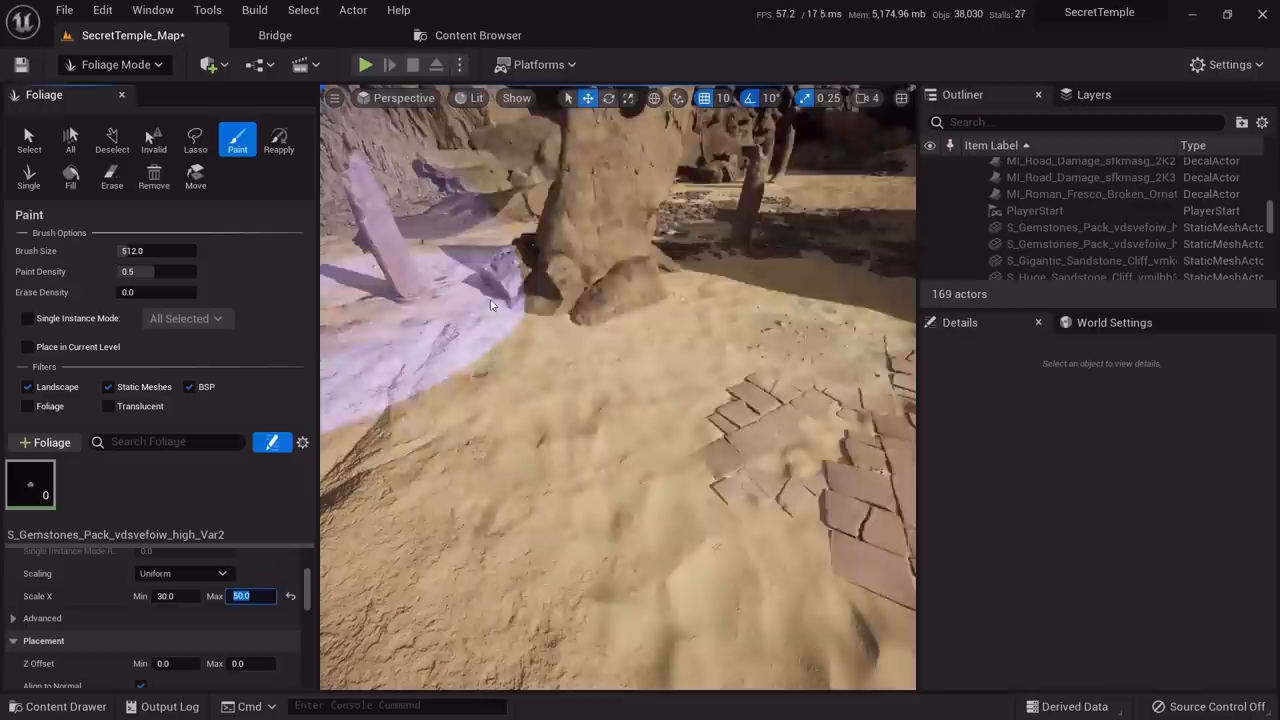 File Edit Window Tools Build Select Actor Help
FPS: 57.2 / 17.5 ms Mem: 5,174.96 mb Objs: 38,030 Stalls: 27 SecretTemple
SecretTemple_Map* Bridge Content Browser
Foliage Mode Platforms Settings
Foliage Perspective Lit Show 10 10° 0.25 4 Outliner Layers
Search...
Select All Deselect Invalid Lasso Paint Reapply
Item Label Type
MI_Road_Damage_sfkmasg_2K2 DecalActor
MI_Road_Damage_sfkmasg_2K3 DecalActor
Single Fill Erase Remove Move
MI_Roman_Fresco_Broken_Ornat DecalActor
PlayerStart PlayerStart
Paint
S_Gemstones_Pack_vdsvefoiw_h StaticMeshActo
Brush Options
S_Gemstones_Pack_vdsvefoiw_h StaticMeshActo
Brush Size 512.0
S_Gigantic_Sandstone_Cliff_vmk StaticMeshActo
Paint Density 0.5
S_Huge_Sandstone_Cliff_vmilhb StaticMeshActo
Erase Density 0.0
169 actors
Single Instance Mode: All Selected
Details World Settings
Place in Current Level
Filters
Select an object to view details.
Landscape Static Meshes BSP
Foliage Translucent
Foliage Search Foliage
0
S_Gemstones_Pack_vdsvefoiw_high_Var2
Single Instance Mode R. 0.0
Scaling Uniform
Scale X Min 30.0 Max 50.0
Advanced
Placement
Z Offset Min 0.0 Max 0.0
Align to Normal
Content Drawer Output Log Cmd Enter Console Command Derived Data Source Control Off